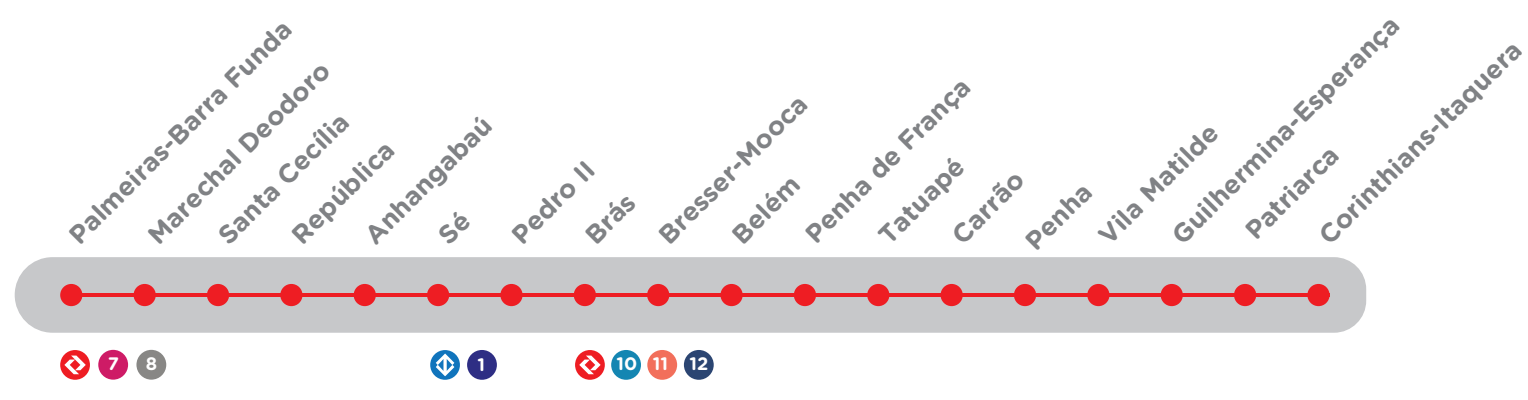 Palmeiras-Barra Funda
Marechal Deodoro
Santa Cecília
República
Anhangabaú
Sé
Pedro II
Brás
Bresser-Mooca
Belém
Penha de França
Tatuapé
Carrão
Penha
Vila Matilde
Guilhermina-Esperança
Patriarca
Corinthians-Itaquera
7 8 1 10 11 12